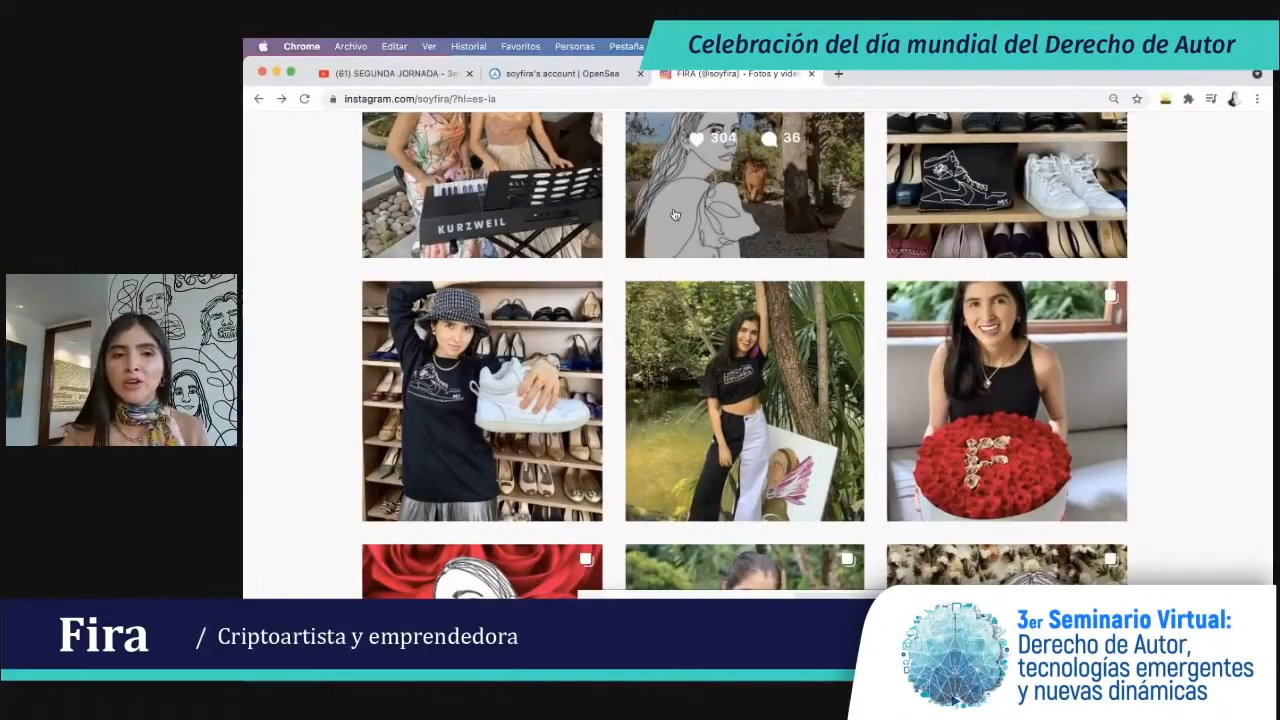 Celebración del día mundial del Derecho de Autor
Chrome Archivo Editar Ver Historial Favoritos Personas Pestaña
(61) SEGUNDA JORNADA - 3e
soyfira's account | OpenSea
FIRA (@soyfira) • Fotos y vide
instagram.com/soyfira/?hl=es-la
304 36
KURZWEIL
F
Fira / Criptoartista y emprendedora
3er Seminario Virtual:
Derecho de Autor,
tecnologías emergentes
y nuevas dinámicas